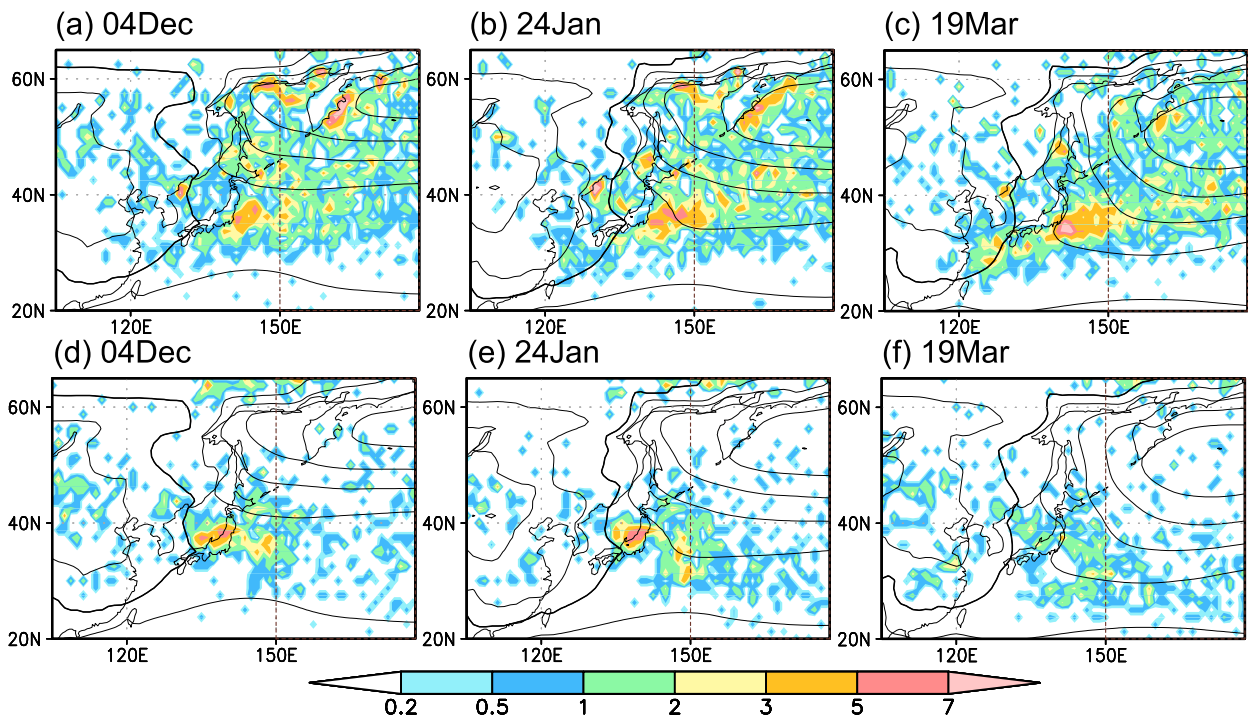 (a) 04Dec (b) 24Jan (c) 19Mar
60N 60N 60N
40N 40N 40N
20N 20N 20N
120E 150E 120E 150E 120E 150E
(d) 04Dec (e) 24Jan (f) 19Mar
60N 60N 60N
40N 40N 40N
20N 20N 20N
120E 150E 120E 150E 120E 150E
0.2 0.5 1 2 3 5 7